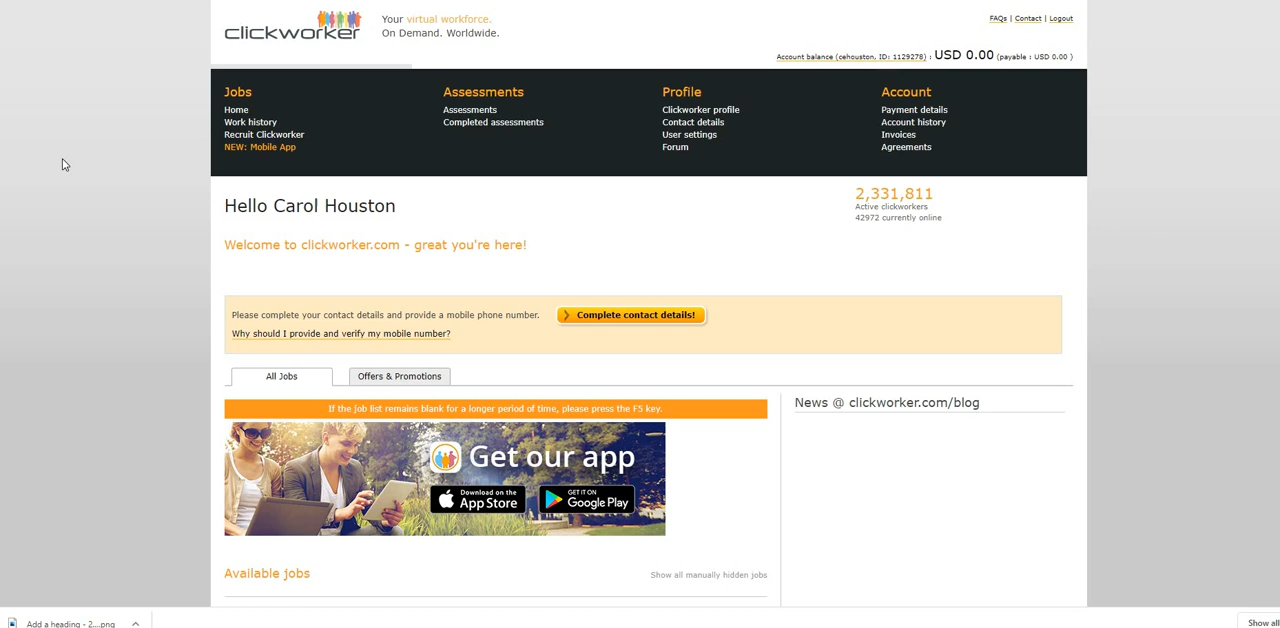 clickworker
Your virtual workforce.
On Demand. Worldwide.
FAQs | Contact | Logout
Account balance (cehouston, ID: 1129278) : USD 0.00 (payable : USD 0.00 )
Jobs
Home
Work history
Recruit Clickworker
NEW: Mobile App
Assessments
Assessments
Completed assessments
Profile
Clickworker profile
Contact details
User settings
Forum
Account
Payment details
Account history
Invoices
Agreements
Hello Carol Houston
2,331,811
Active clickworkers
42972 currently online
Welcome to clickworker.com - great you're here!
Please complete your contact details and provide a mobile phone number.
Complete contact details!
Why should I provide and verify my mobile number?
All Jobs
Offers & Promotions
If the job list remains blank for a longer period of time, please press the F5 key.
Get our app
Download on the
App Store
GET IT ON
Google Play
News @ clickworker.com/blog
Available jobs
Show all manually hidden jobs
Add a heading - 2....png
Show all